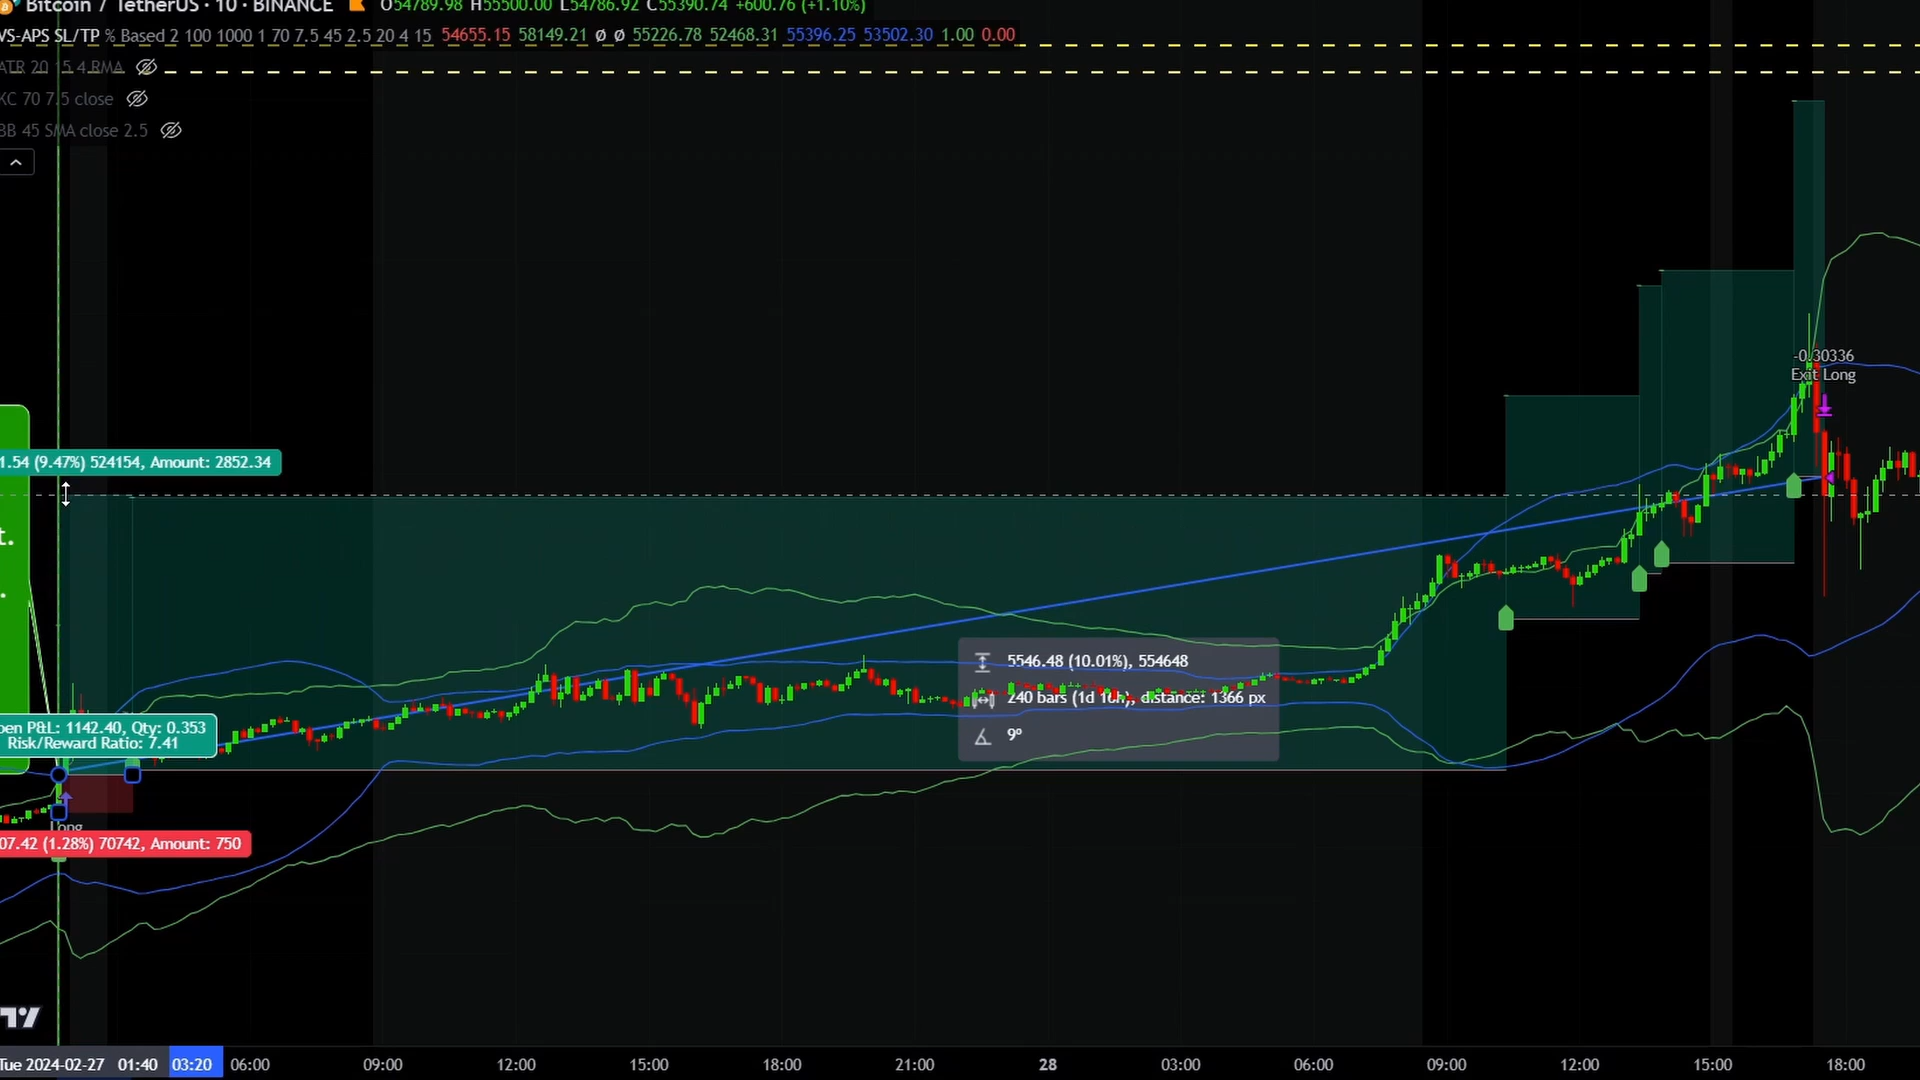 Bitcoin / TetherUS · 10 · BINANCE O54789.98 H55500.00 L54786.92 C55390.74 +600.76 (+1.10%)
VS-APS SL/TP % Based 2 100 1000 1 70 7.5 45 2.5 20 4 15 54655.15 58149.21 ø ø 55226.78 52468.31 55396.25 53502.30 1.00 0.00
ATR 20 15 4 RMA
KC 70 7.5 close
BB 45 SMA close 2.5
-0.30336
Exit Long
1.54 (9.47%) 524154, Amount: 2852.34
t.
.
5546.48 (10.01%), 554648
240 bars (1d 16h), distance: 1366 px
9º
pen P&L: 1142.40, Qty: 0.353
Risk/Reward Ratio: 7.41
Long
07.42 (1.28%) 70742, Amount: 750
Tue 2024-02-27 01:40 03:20 06:00 09:00 12:00 15:00 18:00 21:00 28 03:00 06:00 09:00 12:00 15:00 18:00